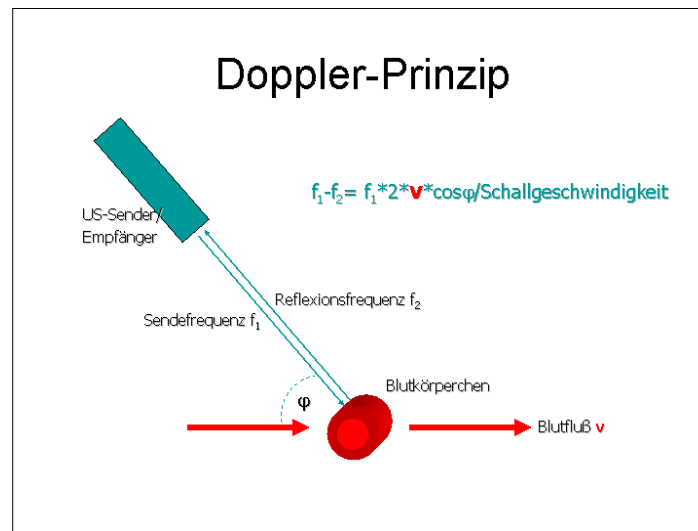 Doppler-Prinzip
f₁-f₂= f₁*2*v*cosφ/Schallgeschwindigkeit
US-Sender/
Empfänger
Reflexionsfrequenz f₂
Sendefrequenz f₁
Blutkörperchen
φ
Blutfluß v